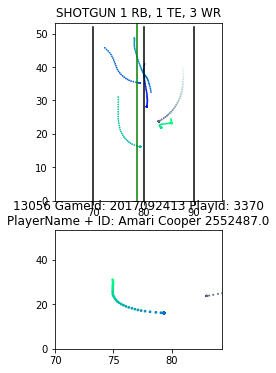 SHOTGUN 1 RB, 1 TE, 3 WR
50
40
30
20
10
0
70 80 90
13056 GameId: 2017092413 PlayId: 3370
PlayerName + ID: Amari Cooper 2552487.0
40
20
0
70 75 80